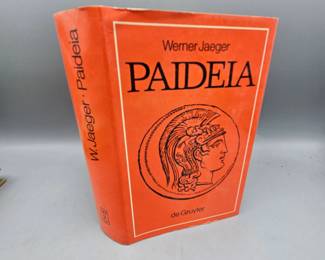 Werner Jaeger
PAIDEIA
de Gruyter
W. Jaeger · Paideia